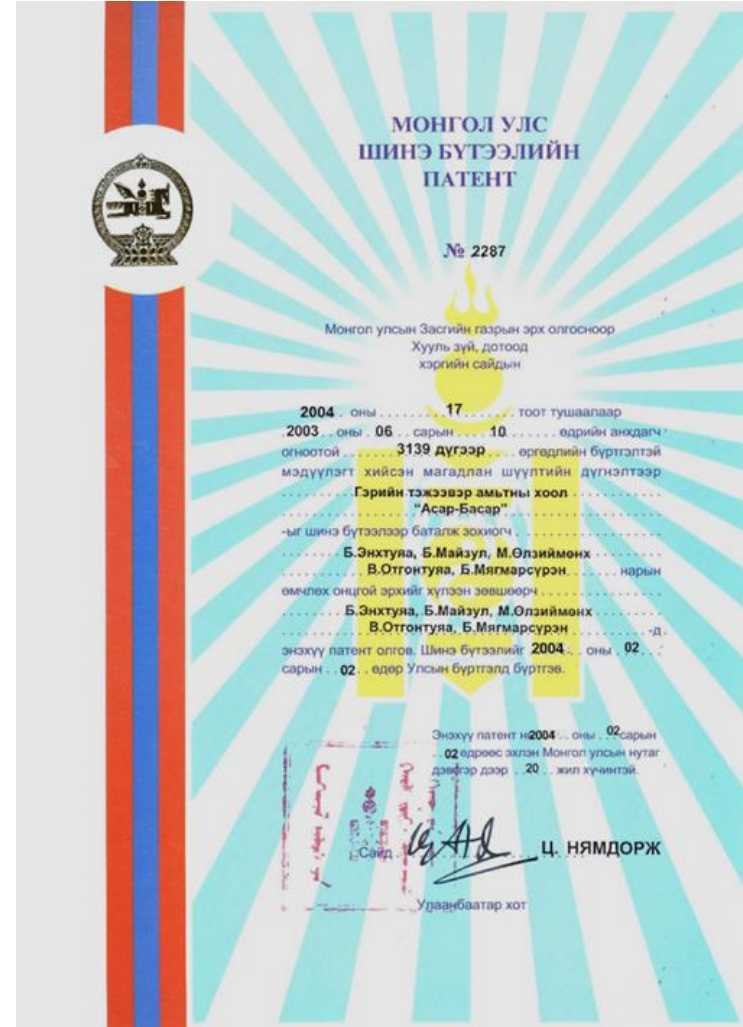 МОНГОЛ УЛС
ШИНЭ БҮТЭЭЛИЙН
ПАТЕНТ
№ 2287
Монгол улсын Засгийн газрын эрх олгосноор
Хууль зүй, дотоод
хэргийн сайдын
2004 . оны . . . . . . . . . 17 . . . . . . . тоот тушаалаар
. 2003 . . оны . 06 . . сарын . . . . 10 . . . . . . . өдрийн анхдагч
огноотой . . . . . . . 3139 дүгээр . . . . өргөдлийн бүртгэлтэй
мэдүүлэгт хийсэн магадлан шүүлтийн дүгнэлтээр
. . . . . . . . . Гэрийн тэжээвэр амьтны хоол . . . . . . . . . . . .
“Асар-Басар”
-ыг шинэ бүтээлээр баталж зохиогч . . . . . . . . . . . . .
. . . . . . . Б.Энхтуяа, Б.Майзул, М.Өлзиймөнх . . . . . . . .
. . . . . . . . . . В.Отгонтуяа, Б.Мягмарсүрэн . . . . . . нарын
өмчлөх онцгой эрхийг хүлээн зөвшөөрч . . . . . . . . . . .
. . . . . . . Б.Энхтуяа, Б.Майзул, М.Өлзиймөнх
. . . . . . . . . . В.Отгонтуяа, Б.Мягмарсүрэн . . . . . . . . . . -д
энэхүү патент олгов. Шинэ бүтээлийг 2004 . . оны . 02 . . .
сарын . . 02 . . өдөр Улсын бүртгэлд бүртгэв.
Энэхүү патент нь 2004 . . оны . . 02 сарын
. . 02 өдрөөс эхлэн Монгол улсын нутаг
дэвсгэр дээр . . 20 . . жил хүчинтэй.
Сайд . . . . . . . . . . Ц. НЯМДОРЖ
Улаанбаатар хот